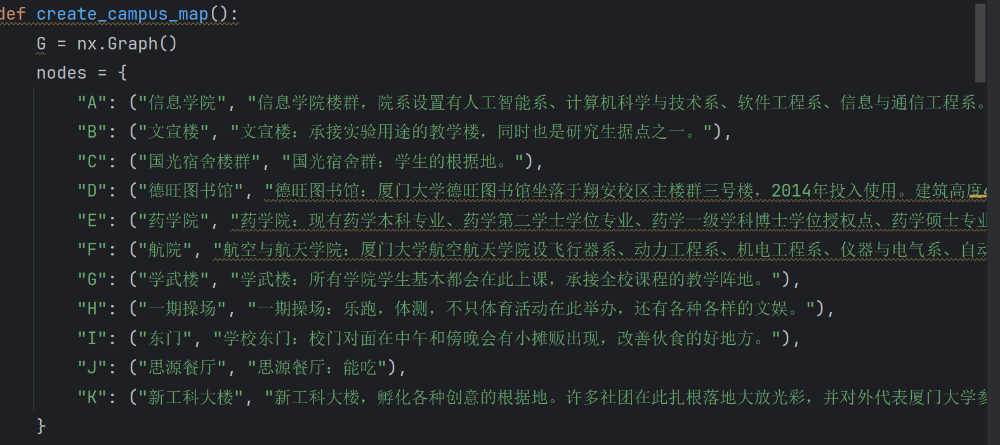 def create_campus_map():
G = nx.Graph()
nodes = {
"A": ("信息学院", "信息学院楼群，院系设置有人工智能系、计算机科学与技术系、软件工程系、信息与通信工程系。
"B": ("文宣楼", "文宣楼：承接实验用途的教学楼，同时也是研究生据点之一。"),
"C": ("国光宿舍楼群", "国光宿舍群：学生的根据地。"),
"D": ("德旺图书馆", "德旺图书馆：厦门大学德旺图书馆坐落于翔安校区主楼群三号楼，2014年投入使用。建筑高度
"E": ("药学院", "药学院：现有药学本科专业、药学第二学士学位专业、药学一级学科博士学位授权点、药学硕士专业
"F": ("航院", "航空与航天学院：厦门大学航空航天学院设飞行器系、动力工程系、机电工程系、仪器与电气系、自动
"G": ("学武楼", "学武楼：所有学院学生基本都会在此上课，承接全校课程的教学阵地。"),
"H": ("一期操场", "一期操场：乐跑，体测，不只体育活动在此举办，还有各种各样的文娱。"),
"I": ("东门", "学校东门：校门对面在中午和傍晚会有小摊贩出现，改善伙食的好地方。"),
"J": ("思源餐厅", "思源餐厅：能吃"),
"K": ("新工科大楼", "新工科大楼，孵化各种创意的根据地。许多社团在此扎根落地大放光彩，并对外代表厦门大学参
}